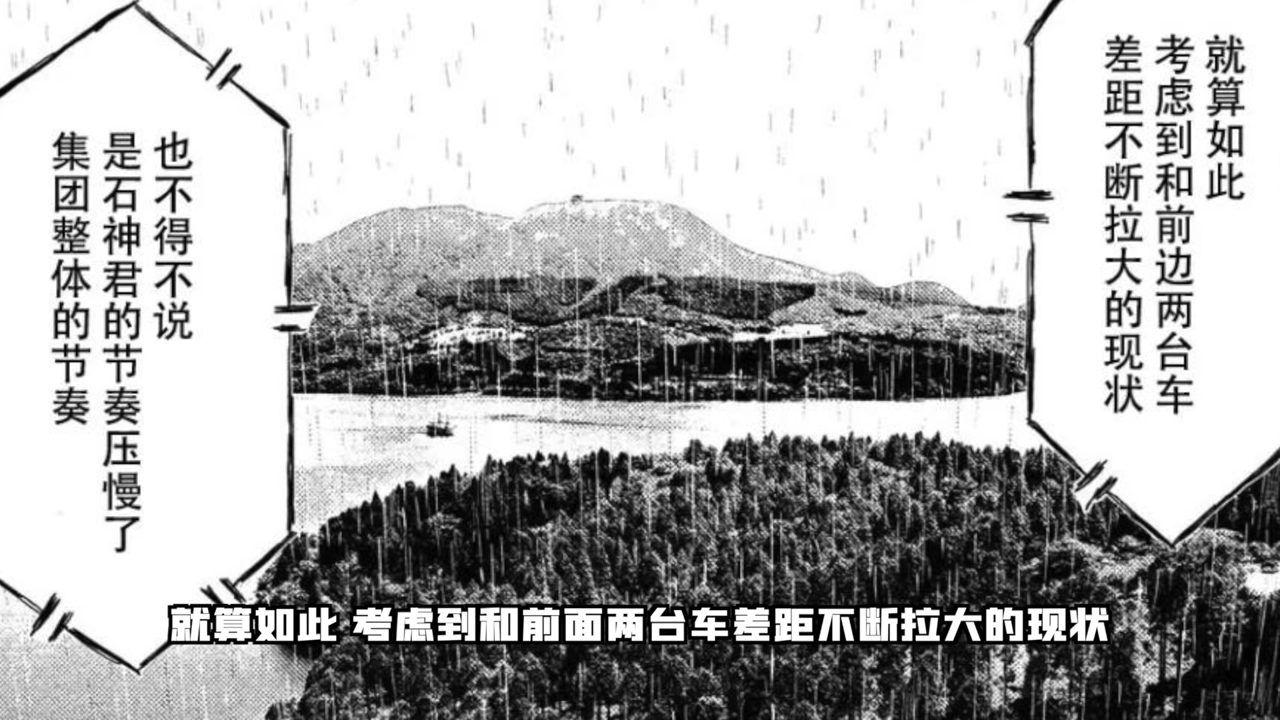 就算如此
考虑到和前边两台车
差距不断拉大的现状
也不得不说
是石神君的节奏压慢了
集团整体的节奏
就算如此 考虑到和前面两台车差距不断拉大的现状